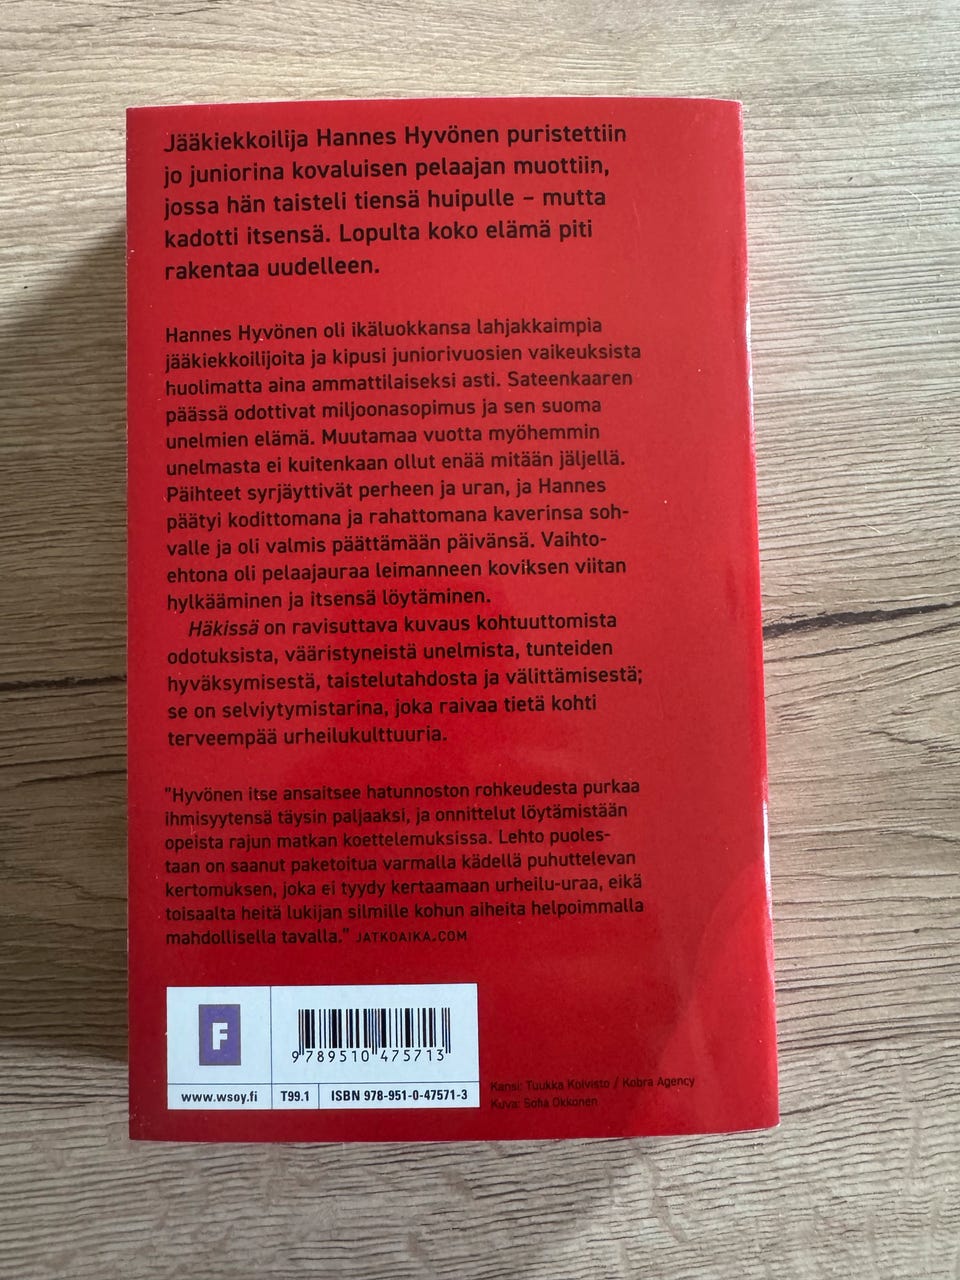 Jääkiekkoilija Hannes Hyvönen puristettiin
jo juniorina kovaluisen pelaajan muottiin,
jossa hän taisteli tiensä huipulle – mutta
kadotti itsensä. Lopulta koko elämä piti
rakentaa uudelleen.
Hannes Hyvönen oli ikäluokkansa lahjakkaimpia
jääkiekkoilijoita ja kipusi juniorivuosien vaikeuksista
huolimatta aina ammattilaiseksi asti. Sateenkaaren
päässä odottivat miljoonasopimus ja sen suoma
unelmien elämä. Muutamaa vuotta myöhemmin
unelmasta ei kuitenkaan ollut enää mitään jäljellä.
Päihteet syrjäyttivät perheen ja uran, ja Hannes
päätyi kodittomana ja rahattomana kaverinsa soh-
valle ja oli valmis päättämään päivänsä. Vaihto-
ehtona oli pelaajauraa leimanneen koviksen viitan
hylkääminen ja itsensä löytäminen.
Häkissä on ravisuttava kuvaus kohtuuttomista
odotuksista, vääristyneistä unelmista, tunteiden
hyväksymisestä, taistelutahdosta ja välittämisestä;
se on selviytymistarina, joka raivaa tietä kohti
terveempää urheilukulttuuria.
"Hyvönen itse ansaitsee hatunnoston rohkeudesta purkaa
ihmisyytensä täysin paljaaksi, ja onnittelut löytämistään
opeista rajun matkan koettelemuksissa. Lehto puoles-
taan on saanut paketoitua varmalla kädellä puhuttelevan
kertomuksen, joka ei tyydy kertaamaan urheilu-uraa, eikä
toisaalta heitä lukijan silmille kohun aiheita helpoimmalla
mahdollisella tavalla." JATKOAIKA.COM
F
9 789510 475713
www.wsoy.fi T99.1 ISBN 978-951-0-47571-3
Kansi: Tuukka Koivisto / Kobra Agency
Kuva: Sofia Okkonen